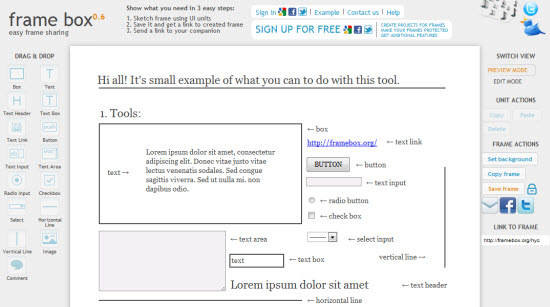 frame box 0.6
easy frame sharing
Show what you need in 3 easy steps:
1. Sketch frame using UI units
2. Save it and get a link to created frame
3. Send a link to your companion
Sign In | Example | Contact us | Help
SIGN UP FOR FREE
CREATE PROJECTS FOR FRAMES
MAKE YOUR FRAMES PROTECTED
GET ADDITIONAL FEATURES
DRAG & DROP
Box
Text
Text Header
Text Box
Text Link
Button
Text Input
Text Area
Radio Input
Checkbox
Select
Horizontal Line
Vertical Line
Image
Comment
Hi all! It's small example of what you can to do with this tool.
1. Tools:
text →
Lorem ipsum dolor sit amet, consectetur
adipiscing elit. Donec vitae justo vitae
lectus venenatis sodales. Sed congue
sagittis viverra. Sed ut nulla mi. non
dapibus odio.
← box
http://framebox.org/ ← text link
BUTTON ← button
← text input
← radio button
← check box
← text area
← select input
text ← text box
vertical line →
Lorem ipsum dolor sit amet ← text header
← horizontal line
SWITCH VIEW
PREVIEW MODE
EDIT MODE
UNIT ACTIONS
Copy Paste
Delete
FRAME ACTIONS
Set background
Copy frame
Save frame
LINK TO FRAME
http://framebox.org/hyc